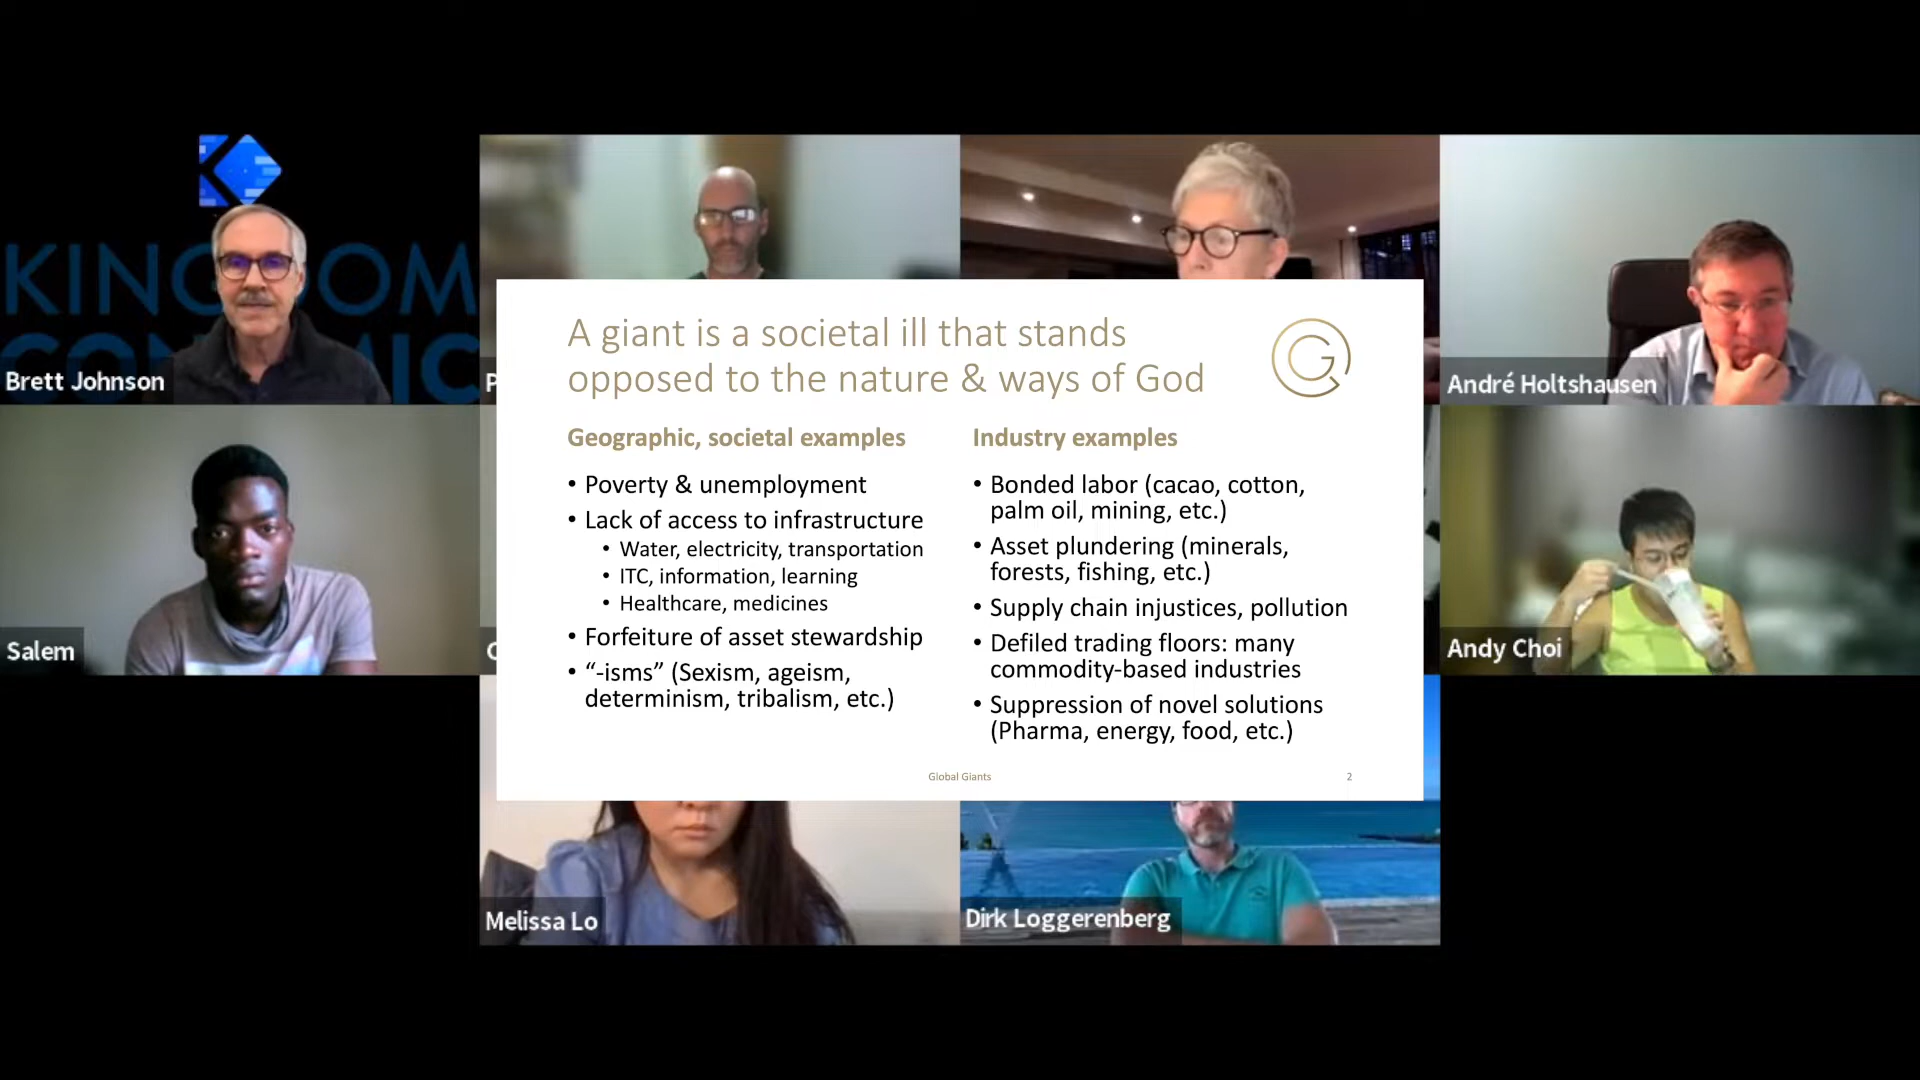 KINGDOM
ECONOMIC
Brett Johnson
P
André Holtshausen
A giant is a societal ill that stands
opposed to the nature & ways of God
G
Geographic, societal examples
• Poverty & unemployment
• Lack of access to infrastructure
• Water, electricity, transportation
• ITC, information, learning
• Healthcare, medicines
• Forfeiture of asset stewardship
• “-isms” (Sexism, ageism,
determinism, tribalism, etc.)
Industry examples
• Bonded labor (cacao, cotton,
palm oil, mining, etc.)
• Asset plundering (minerals,
forests, fishing, etc.)
• Supply chain injustices, pollution
• Defiled trading floors: many
commodity-based industries
• Suppression of novel solutions
(Pharma, energy, food, etc.)
Global Giants
2
Salem
Andy Choi
Melissa Lo
Dirk Loggerenberg